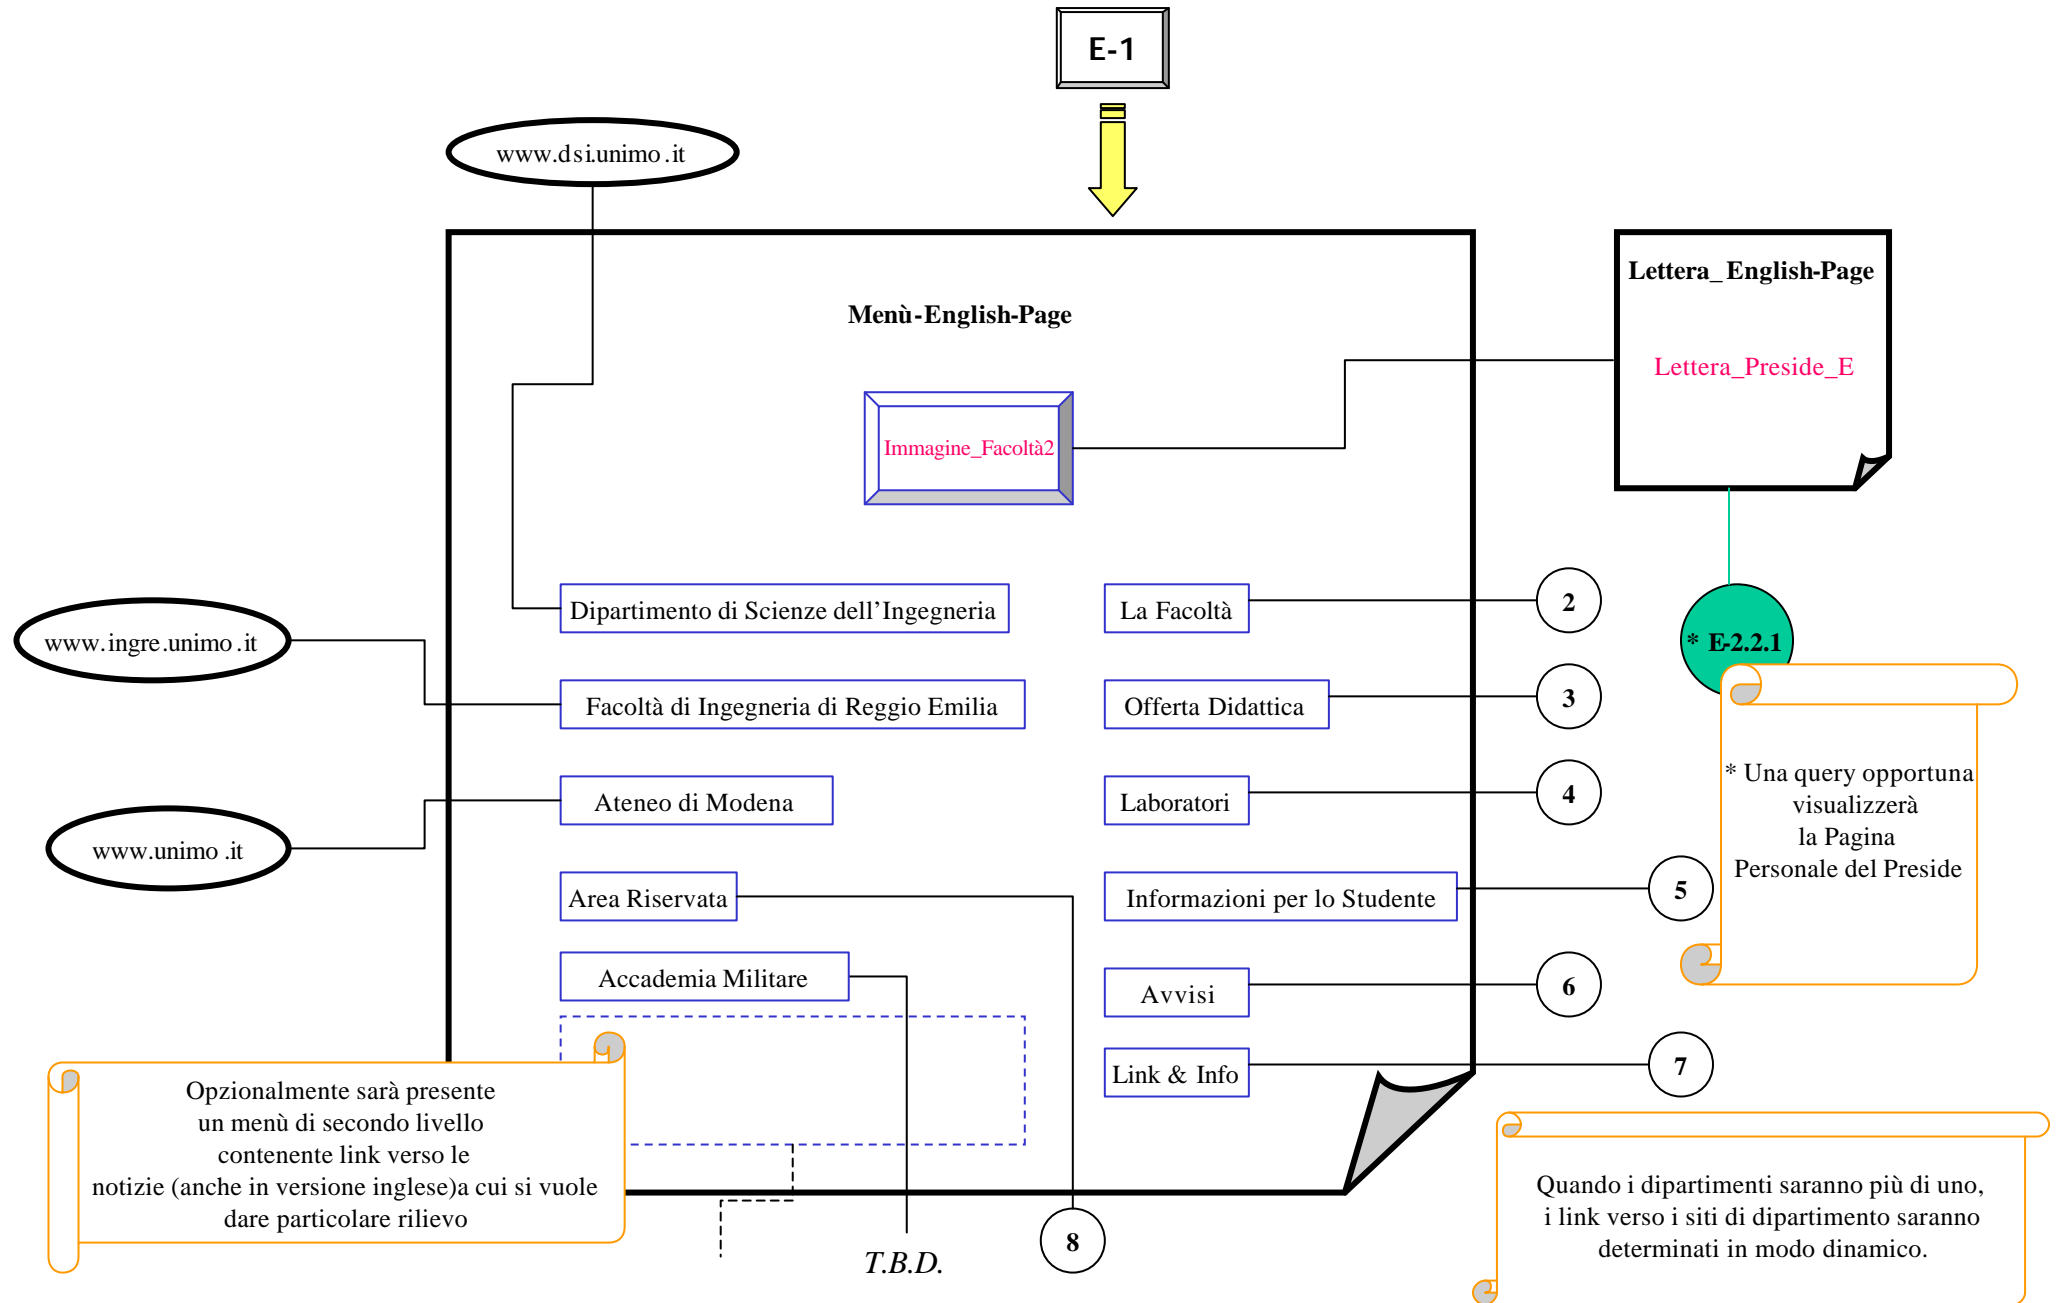 E-1
www.dsi.unimo.it
Menù-English-Page
Lettera_English-Page
Lettera_Preside_E
Immagine_Facoltà2
Dipartimento di Scienze dell'Ingegneria
La Facoltà
2
www.ingre.unimo.it
* E-2.2.1
Facoltà di Ingegneria di Reggio Emilia
Offerta Didattica
3
* Una query opportuna
visualizzerà
la Pagina
Personale del Preside
Ateneo di Modena
Laboratori
4
www.unimo.it
Area Riservata
Informazioni per lo Studente
5
Accademia Militare
Avvisi
6
Link & Info
7
Opzionalmente sarà presente
un menù di secondo livello
contenente link verso le
notizie (anche in versione inglese)a cui si vuole
dare particolare rilievo
T.B.D.
8
Quando i dipartimenti saranno più di uno,
i link verso i siti di dipartimento saranno
determinati in modo dinamico.